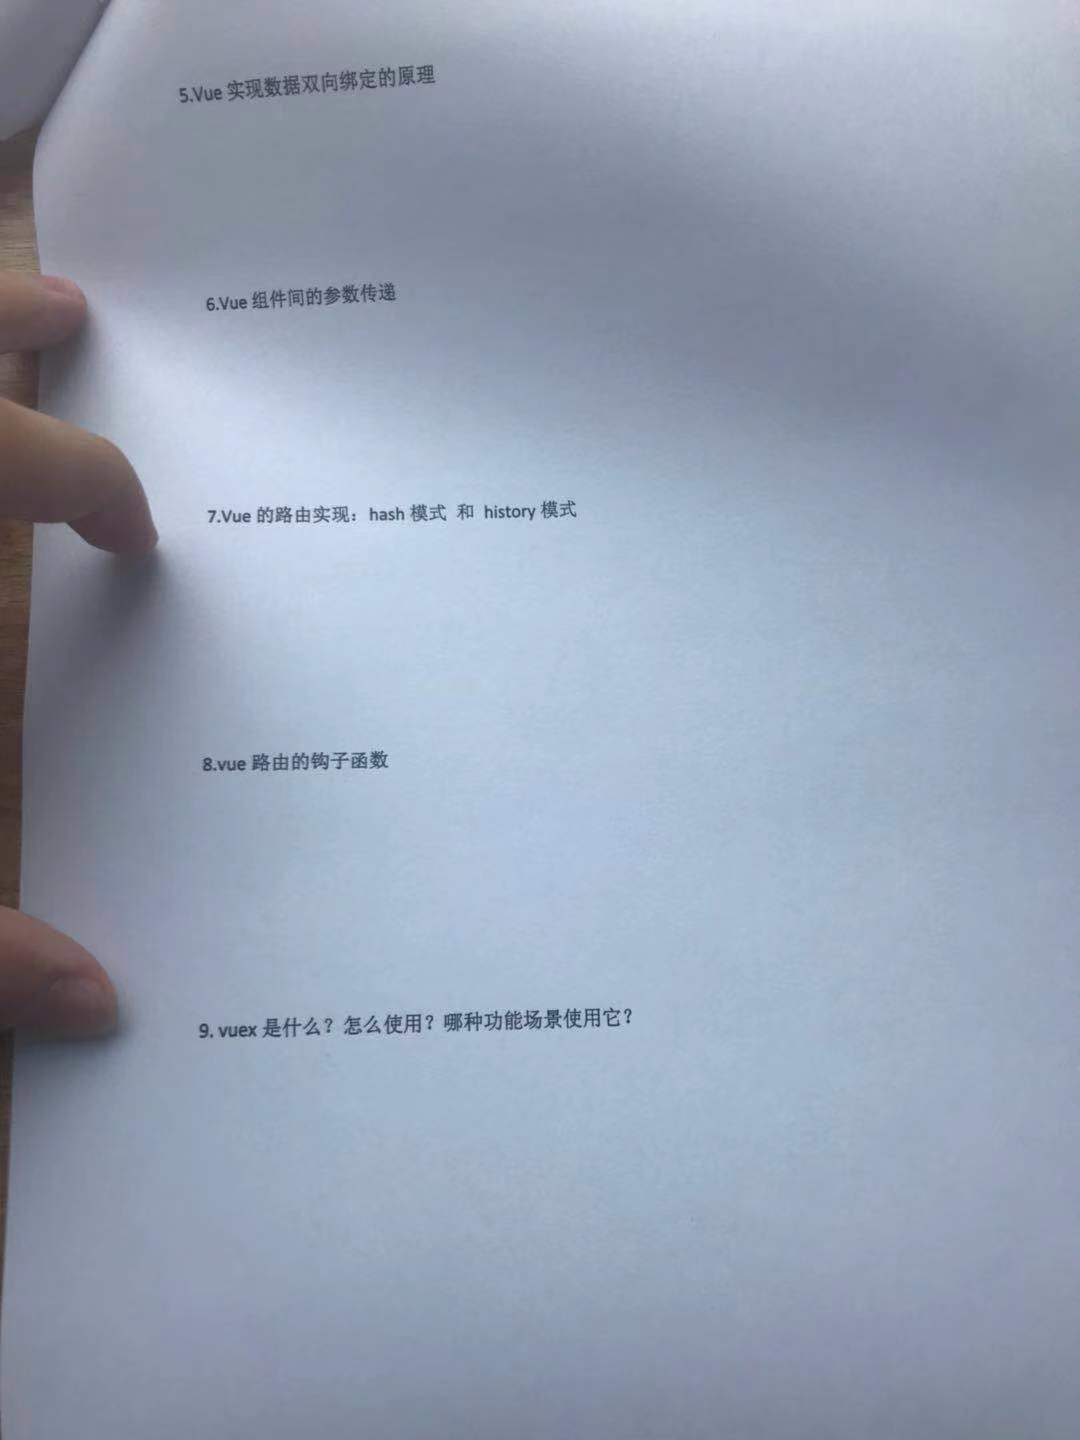 5.Vue 实现数据双向绑定的原理
6.Vue 组件间的参数传递
7.Vue 的路由实现：hash 模式 和 history 模式
8.vue 路由的钩子函数
9. vuex 是什么？怎么使用？哪种功能场景使用它？